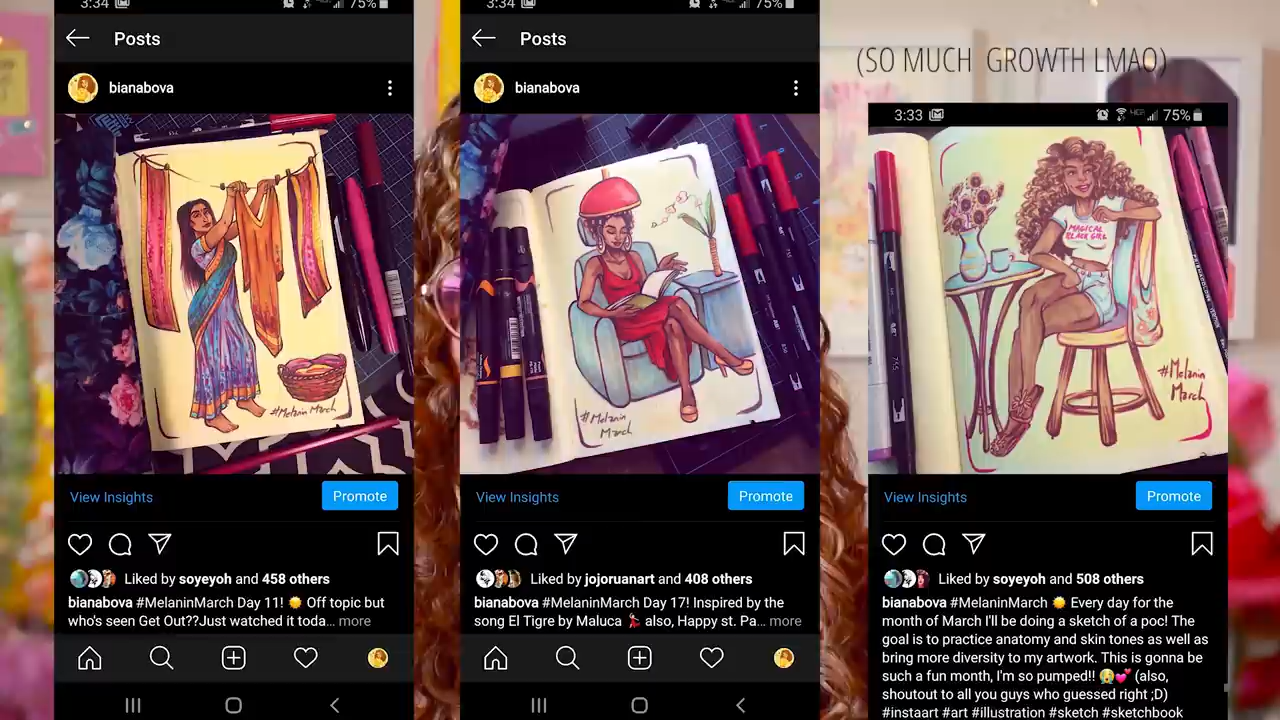 3:34
75%
Posts
bianabova
#Melanin March
View Insights
Promote
Liked by soyeyoh and 458 others
bianabova #MelaninMarch Day 11! ☀️ Off topic but
who's seen Get Out??Just watched it toda... more
3:34
75%
Posts
bianabova
#Melanin
March
View Insights
Promote
Liked by jojoruanart and 408 others
bianabova #MelaninMarch Day 17! Inspired by the
song El Tigre by Maluca 💃 also, Happy st. Pa... more
(SO MUCH GROWTH LMAO)
3:33
75%
MAGICAL
BLACK GIRL
#Melanin
March
View Insights
Promote
Liked by soyeyoh and 508 others
bianabova #MelaninMarch ☀️ Every day for the
month of March I'll be doing a sketch of a poc! The
goal is to practice anatomy and skin tones as well as
bring more diversity to my artwork. This is gonna be
such a fun month, I'm so pumped!! 😭💕 (also,
shoutout to all you guys who guessed right ;D)
#instaart #art #illustration #sketch #sketchbook